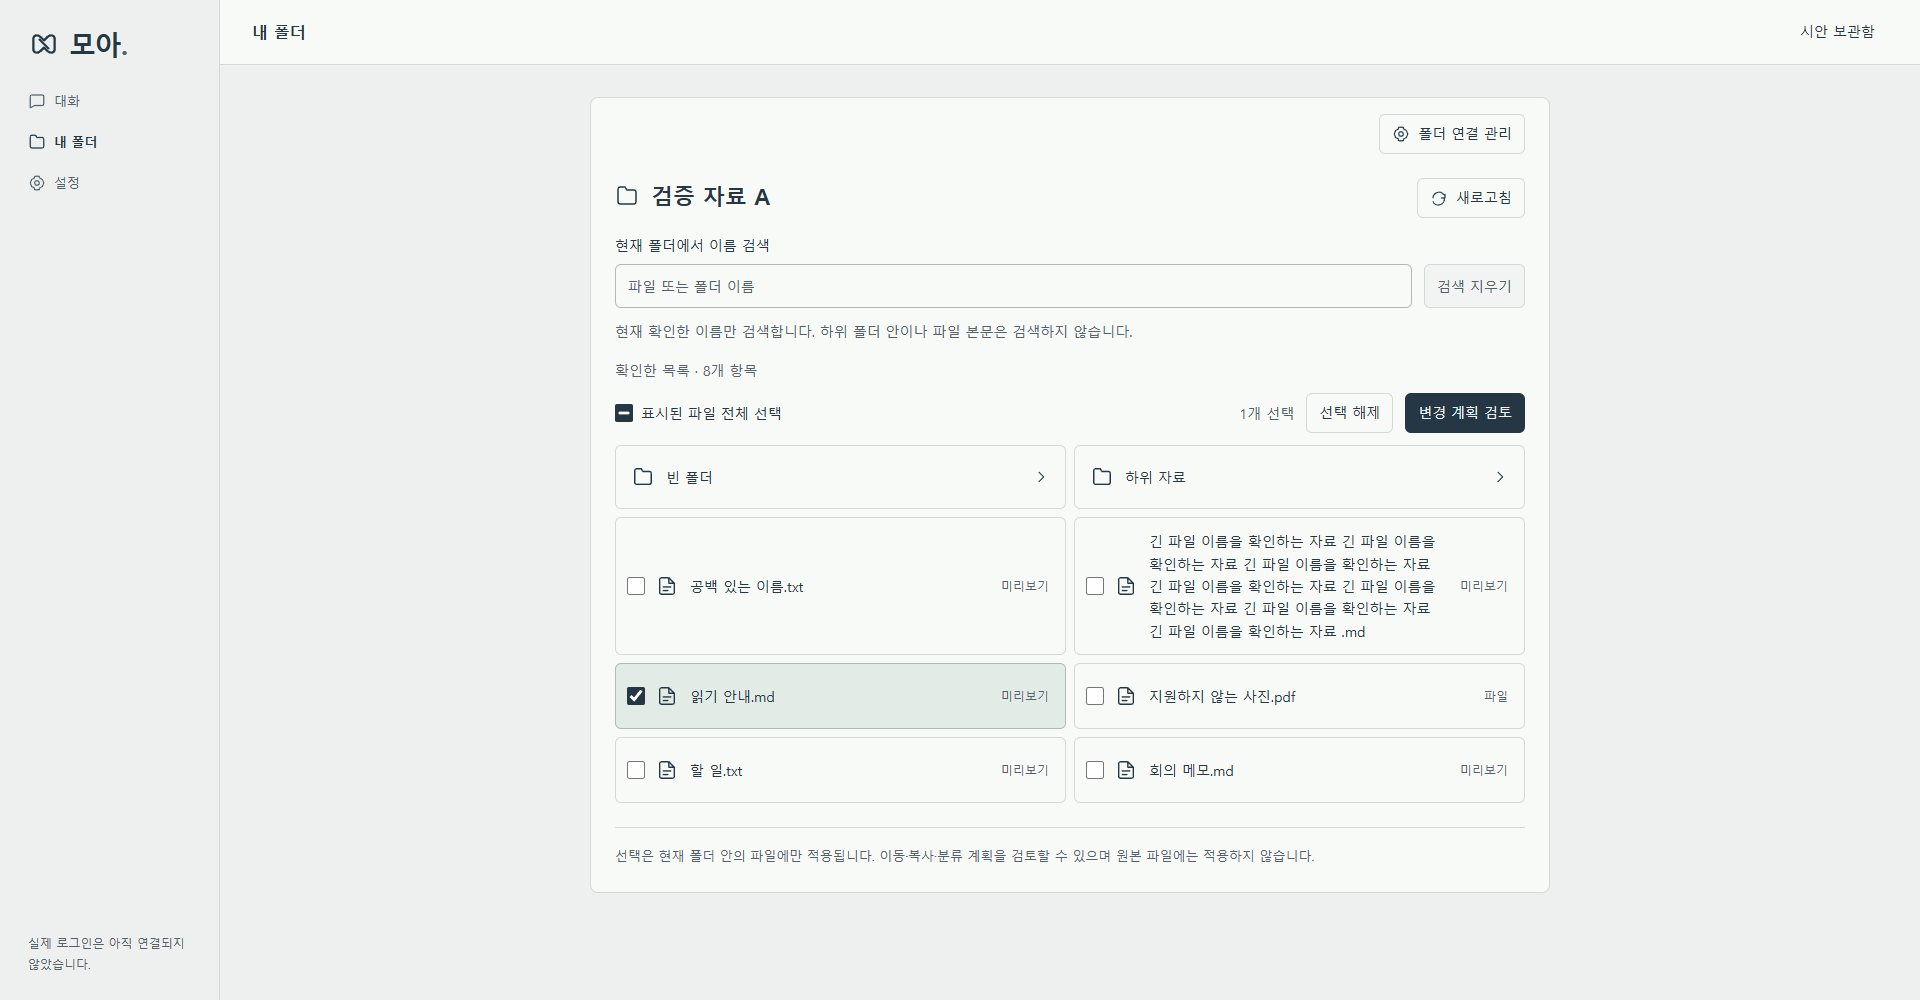 모아.
대화
내 폴더
설정
실제 로그인은 아직 연결되지
않았습니다.
내 폴더
시안 보관함
폴더 연결 관리
검증 자료 A
새로고침
현재 폴더에서 이름 검색
파일 또는 폴더 이름
검색 지우기
현재 확인한 이름만 검색합니다. 하위 폴더 안이나 파일 본문은 검색하지 않습니다.
확인한 목록 · 8개 항목
표시된 파일 전체 선택
1개 선택
선택 해제
변경 계획 검토
빈 폴더
하위 자료
공백 있는 이름.txt
미리보기
긴 파일 이름을 확인하는 자료 긴 파일 이름을
확인하는 자료 긴 파일 이름을 확인하는 자료
긴 파일 이름을 확인하는 자료 긴 파일 이름을
확인하는 자료 긴 파일 이름을 확인하는 자료
긴 파일 이름을 확인하는 자료 .md
미리보기
읽기 안내.md
미리보기
지원하지 않는 사진.pdf
파일
할 일.txt
미리보기
회의 메모.md
미리보기
선택은 현재 폴더 안의 파일에만 적용됩니다. 이동·복사·분류 계획을 검토할 수 있으며 원본 파일에는 적용하지 않습니다.